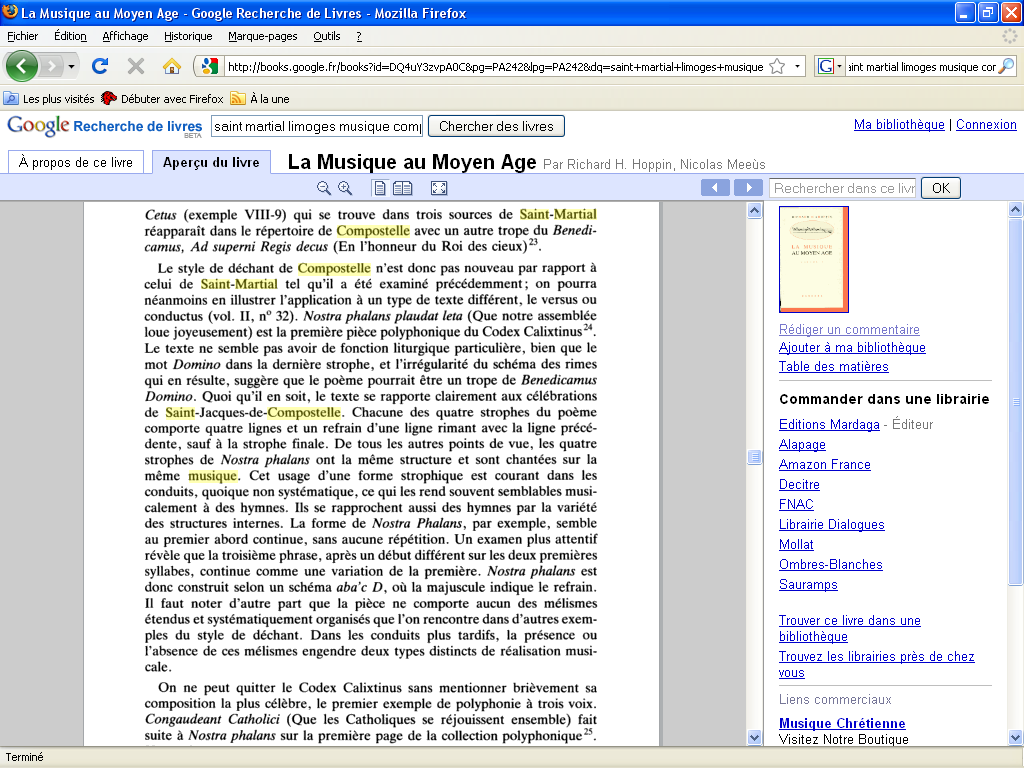 La Musique au Moyen Age - Google Recherche de Livres - Mozilla Firefox
Fichier Édition Affichage Historique Marque-pages Outils ?
http://books.google.fr/books?id=DQ4uY3zvpA0C&pg=PA242&lpg=PA242&dq=saint+martial+limoges+musique
int martial limoges musique cor
Les plus visités Débuter avec Firefox À la une
Google Recherche de livres BETA
saint martial limoges musique comp
Chercher des livres
Ma bibliothèque | Connexion
À propos de ce livre
Aperçu du livre
La Musique au Moyen Age Par Richard H. Hoppin, Nicolas Meeùs
Rechercher dans ce livr
OK
Cetus (exemple VIII-9) qui se trouve dans trois sources de Saint-Martial
réapparaît dans le répertoire de Compostelle avec un autre trope du Benedi-
camus, Ad superni Regis decus (En l'honneur du Roi des cieux)23.
Le style de déchant de Compostelle n'est donc pas nouveau par rapport à
celui de Saint-Martial tel qu'il a été examiné précédemment; on pourra
néanmoins en illustrer l'application à un type de texte différent, le versus ou
conductus (vol. II, nº 32). Nostra phalans plaudat leta (Que notre assemblée
loue joyeusement) est la première pièce polyphonique du Codex Calixtinus24.
Le texte ne semble pas avoir de fonction liturgique particulière, bien que le
mot Domino dans la dernière strophe, et l'irrégularité du schéma des rimes
qui en résulte, suggère que le poème pourrait être un trope de Benedicamus
Domino. Quoi qu'il en soit, le texte se rapporte clairement aux célébrations
de Saint-Jacques-de-Compostelle. Chacune des quatre strophes du poème
comporte quatre lignes et un refrain d'une ligne rimant avec la ligne précé-
dente, sauf à la strophe finale. De tous les autres points de vue, les quatre
strophes de Nostra phalans ont la même structure et sont chantées sur la
même musique. Cet usage d'une forme strophique est courant dans les
conduits, quoique non systématique, ce qui les rend souvent semblables musi-
calement à des hymnes. Ils se rapprochent aussi des hymnes par la variété
des structures internes. La forme de Nostra Phalans, par exemple, semble
au premier abord continue, sans aucune répétition. Un examen plus attentif
révèle que la troisième phrase, après un début différent sur les deux premières
syllabes, continue comme une variation de la première. Nostra phalans est
donc construit selon un schéma aba'c D, où la majuscule indique le refrain.
Il faut noter d'autre part que la pièce ne comporte aucun des mélismes
étendus et systématiquement organisés que l'on rencontre dans d'autres exem-
ples du style de déchant. Dans les conduits plus tardifs, la présence ou
l'absence de ces mélismes engendre deux types distincts de réalisation musi-
cale.
On ne peut quitter le Codex Calixtinus sans mentionner brièvement sa
composition la plus célèbre, le premier exemple de polyphonie à trois voix.
Congaudeant Catholici (Que les Catholiques se réjouissent ensemble) fait
suite à Nostra phalans sur la première page de la collection polyphonique25.
LA MUSIQUE
AU MOYEN AGE
Rédiger un commentaire
Ajouter à ma bibliothèque
Table des matières
Commander dans une librairie
Editions Mardaga - Éditeur
Alapage
Amazon France
Decitre
FNAC
Librairie Dialogues
Mollat
Ombres-Blanches
Sauramps
Trouver ce livre dans une
bibliothèque
Trouvez les librairies près de chez
vous
Liens commerciaux
Musique Chrétienne
Visitez Notre Boutique
Terminé